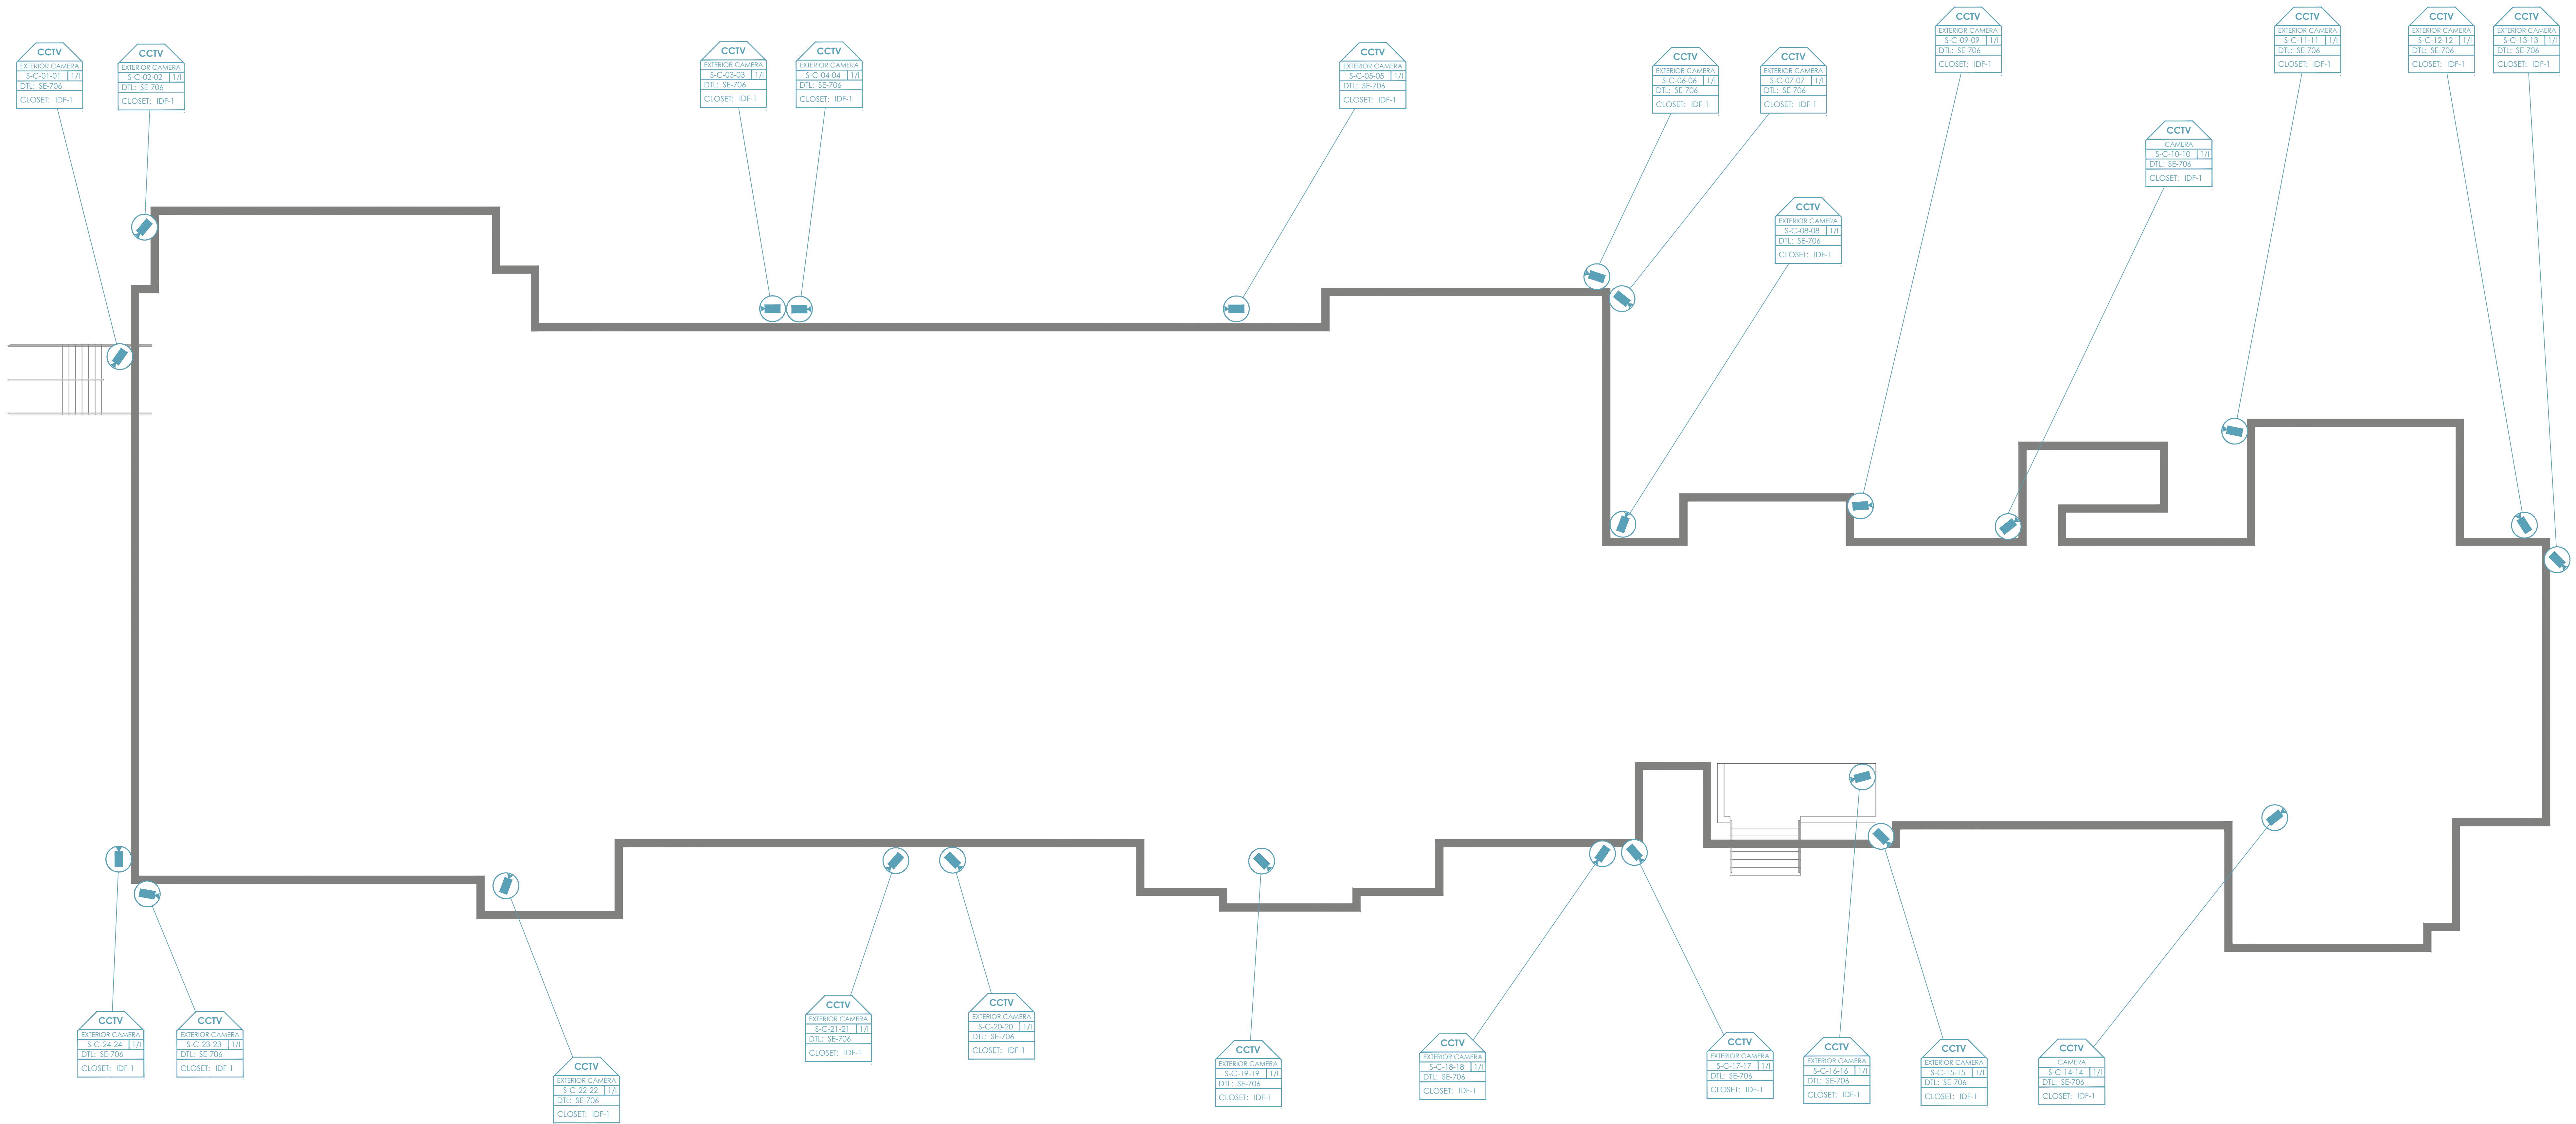 CCTV
EXTERIOR CAMERA
S-C-01-01 1/I
DTL: SE-706
CLOSET: IDF-1
CCTV
EXTERIOR CAMERA
S-C-02-02 1/I
DTL: SE-706
CLOSET: IDF-1
CCTV
EXTERIOR CAMERA
S-C-03-03 1/I
DTL: SE-706
CLOSET: IDF-1
CCTV
EXTERIOR CAMERA
S-C-04-04 1/I
DTL: SE-706
CLOSET: IDF-1
CCTV
EXTERIOR CAMERA
S-C-05-05 1/I
DTL: SE-706
CLOSET: IDF-1
CCTV
EXTERIOR CAMERA
S-C-06-06 1/I
DTL: SE-706
CLOSET: IDF-1
CCTV
EXTERIOR CAMERA
S-C-07-07 1/I
DTL: SE-706
CLOSET: IDF-1
CCTV
EXTERIOR CAMERA
S-C-08-08 1/I
DTL: SE-706
CLOSET: IDF-1
CCTV
EXTERIOR CAMERA
S-C-09-09 1/I
DTL: SE-706
CLOSET: IDF-1
CCTV
CAMERA
S-C-10-10 1/I
DTL: SE-706
CLOSET: IDF-1
CCTV
EXTERIOR CAMERA
S-C-11-11 1/I
DTL: SE-706
CLOSET: IDF-1
CCTV
EXTERIOR CAMERA
S-C-12-12 1/I
DTL: SE-706
CLOSET: IDF-1
CCTV
EXTERIOR CAMERA
S-C-13-13 1/I
DTL: SE-706
CLOSET: IDF-1
CCTV
EXTERIOR CAMERA
S-C-24-24 1/I
DTL: SE-706
CLOSET: IDF-1
CCTV
EXTERIOR CAMERA
S-C-23-23 1/I
DTL: SE-706
CLOSET: IDF-1
CCTV
EXTERIOR CAMERA
S-C-22-22 1/I
DTL: SE-706
CLOSET: IDF-1
CCTV
EXTERIOR CAMERA
S-C-21-21 1/I
DTL: SE-706
CLOSET: IDF-1
CCTV
EXTERIOR CAMERA
S-C-20-20 1/I
DTL: SE-706
CLOSET: IDF-1
CCTV
EXTERIOR CAMERA
S-C-19-19 1/I
DTL: SE-706
CLOSET: IDF-1
CCTV
EXTERIOR CAMERA
S-C-18-18 1/I
DTL: SE-706
CLOSET: IDF-1
CCTV
EXTERIOR CAMERA
S-C-17-17 1/I
DTL: SE-706
CLOSET: IDF-1
CCTV
EXTERIOR CAMERA
S-C-16-16 1/I
DTL: SE-706
CLOSET: IDF-1
CCTV
EXTERIOR CAMERA
S-C-15-15 1/I
DTL: SE-706
CLOSET: IDF-1
CCTV
CAMERA
S-C-14-14 1/I
DTL: SE-706
CLOSET: IDF-1